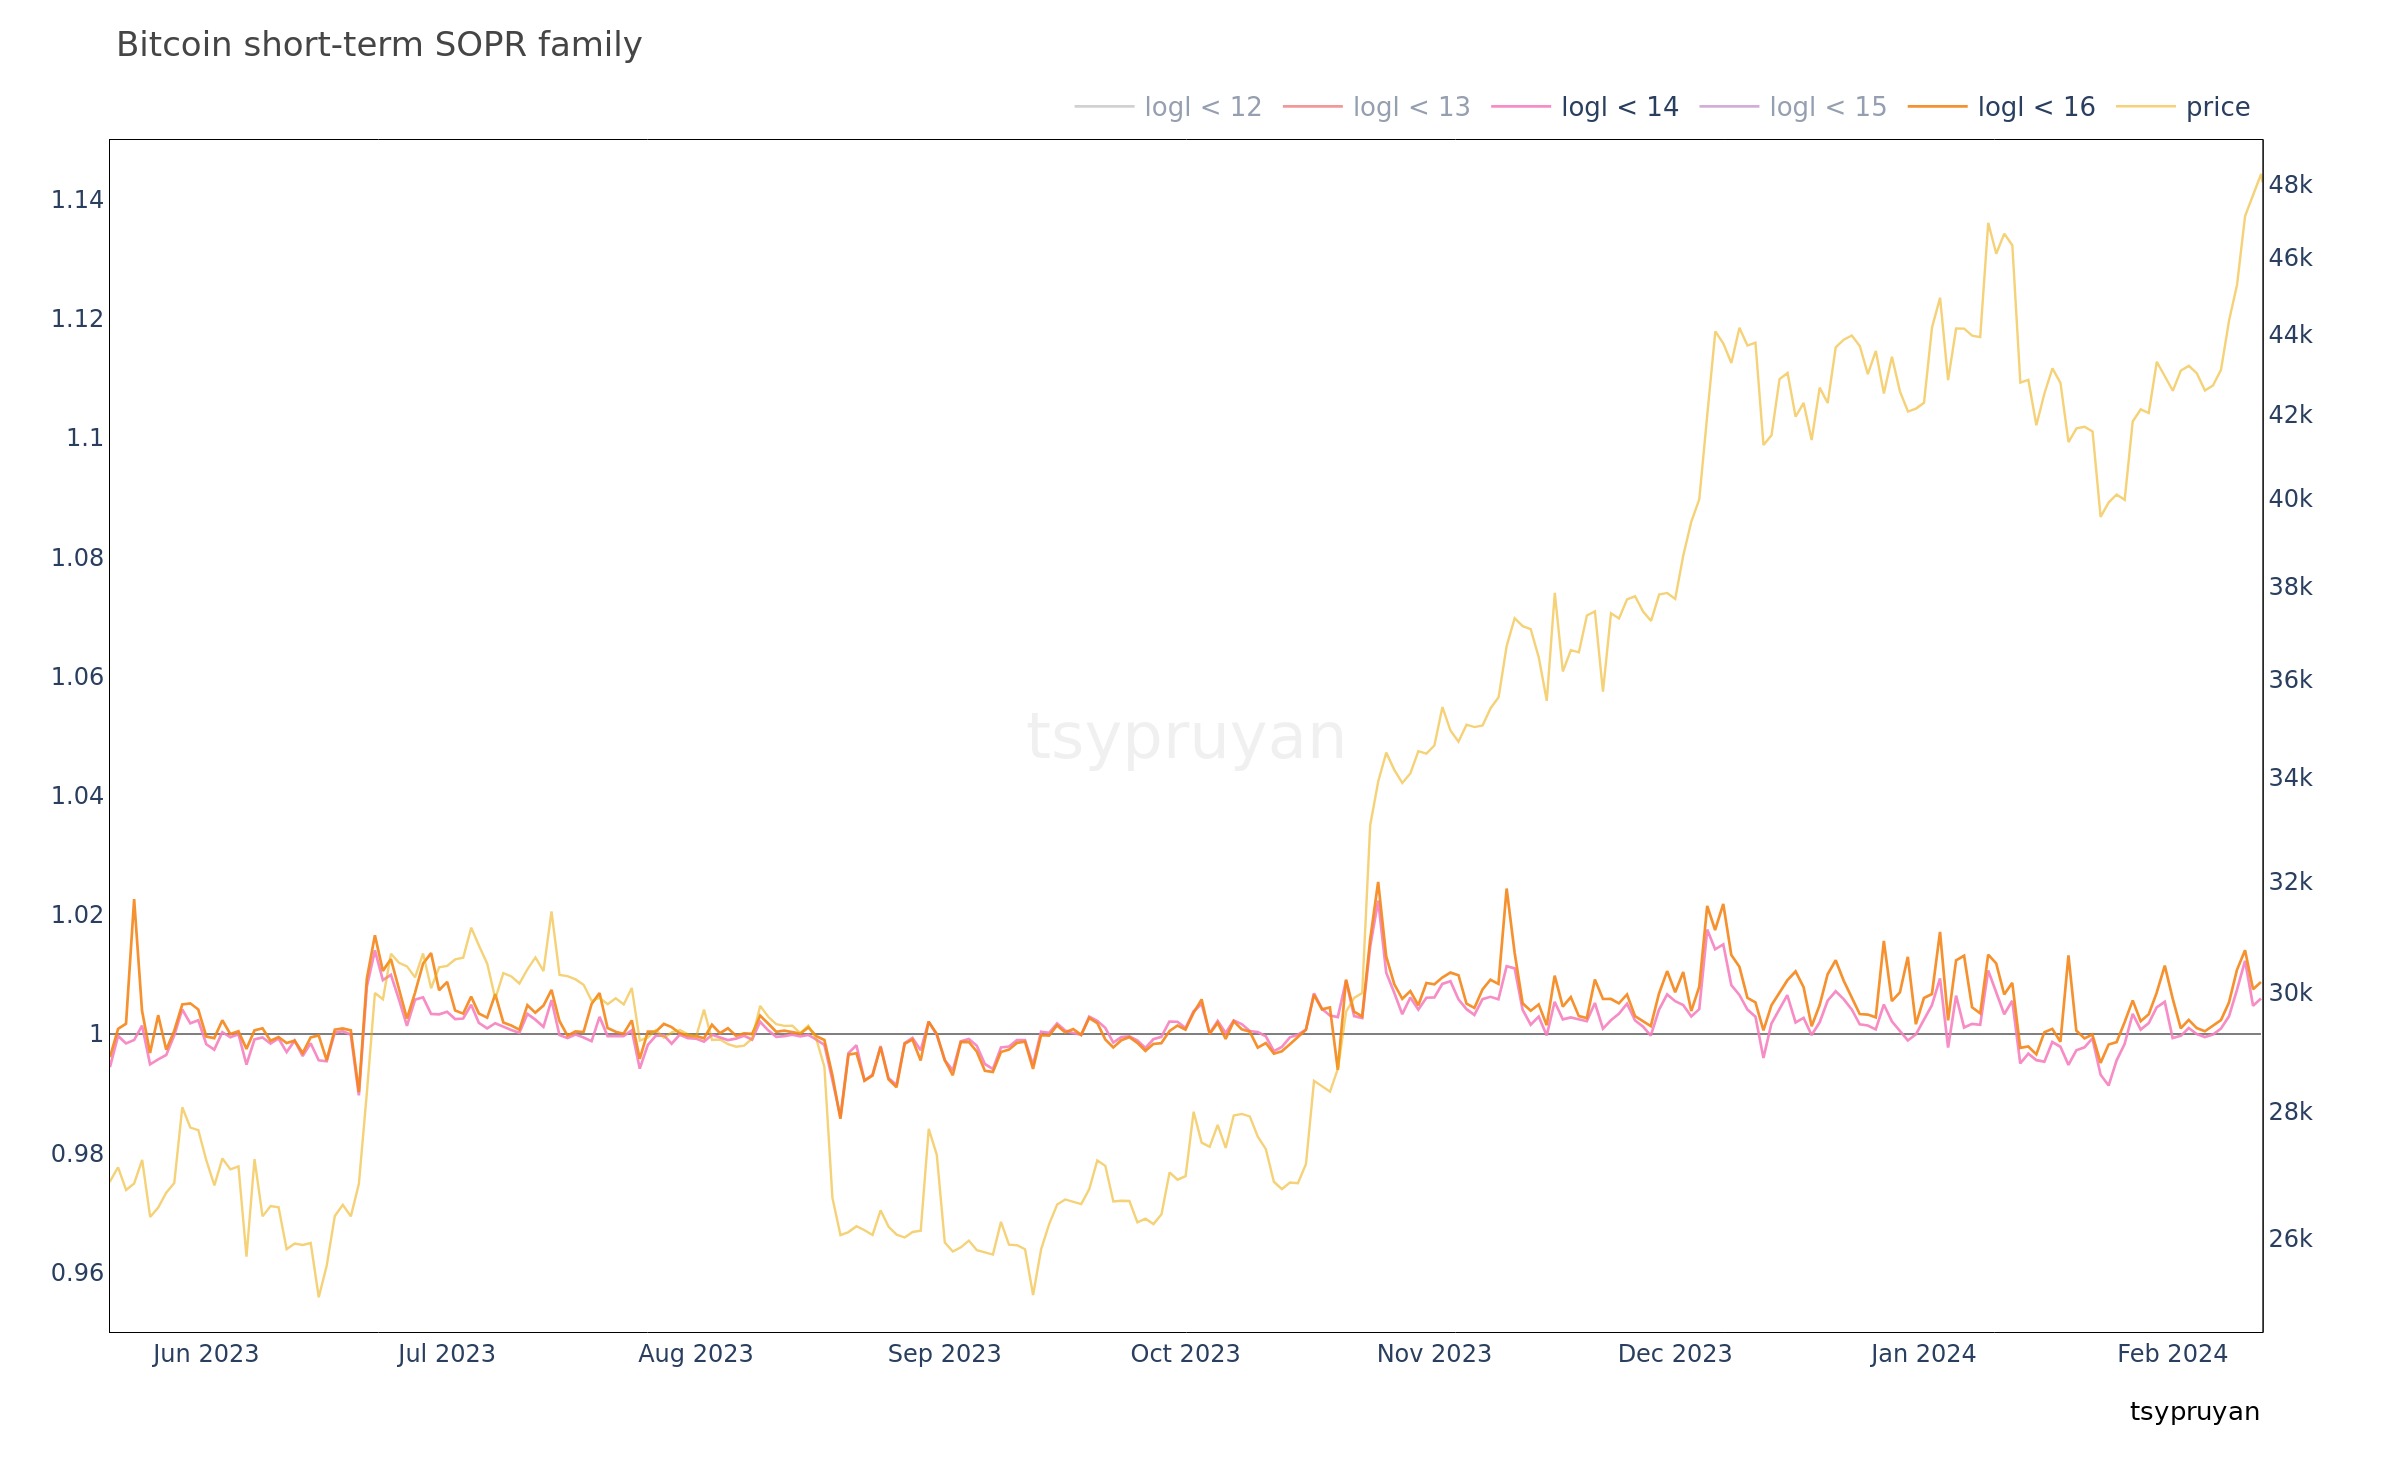 Bitcoin short-term SOPR family
logl < 12 logl < 13 logl < 14 logl < 15 logl < 16 price
1.14
1.12
1.1
1.08
1.06
1.04
1.02
1
0.98
0.96
48k
46k
44k
42k
40k
38k
36k
34k
32k
30k
28k
26k
tsypruyan
Jun 2023 Jul 2023 Aug 2023 Sep 2023 Oct 2023 Nov 2023 Dec 2023 Jan 2024 Feb 2024
tsypruyan